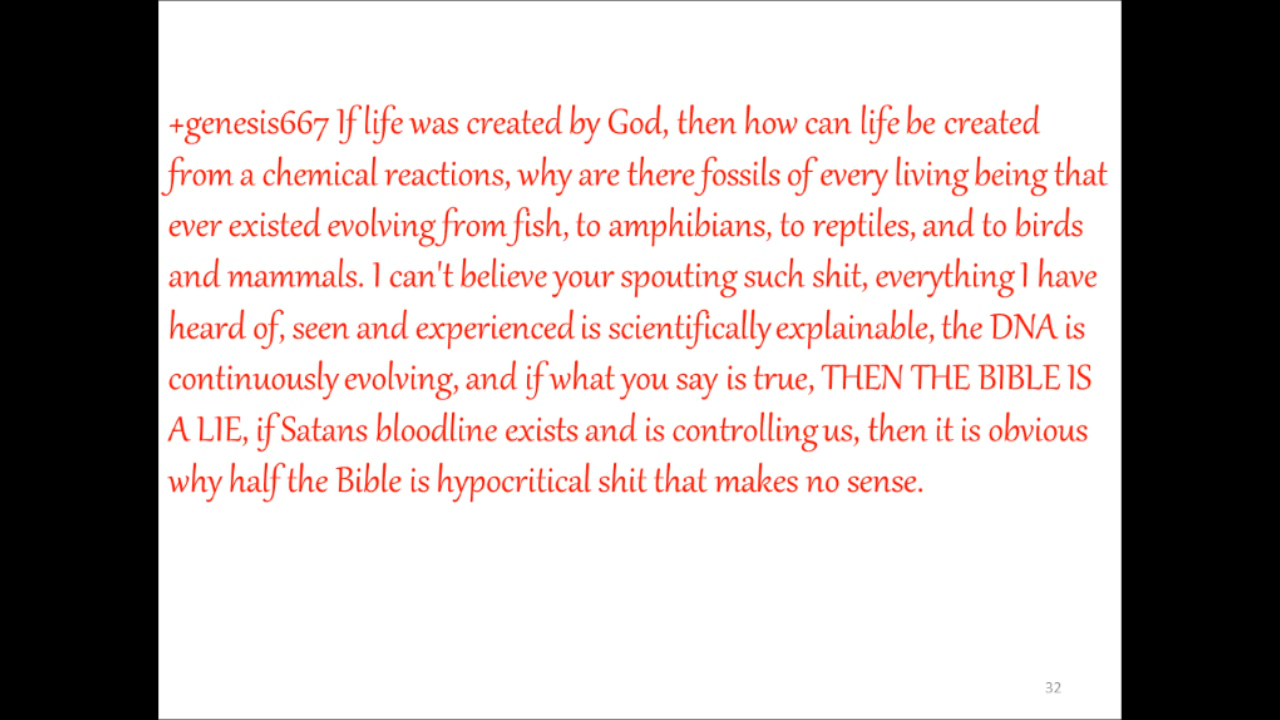 +genesis667 If life was created by God, then how can life be created
from a chemical reactions, why are there fossils of every living being that
ever existed evolving from fish, to amphibians, to reptiles, and to birds
and mammals. I can't believe your spouting such shit, everything I have
heard of, seen and experienced is scientifically explainable, the DNA is
continuously evolving, and if what you say is true, THEN THE BIBLE IS
A LIE, if Satans bloodline exists and is controlling us, then it is obvious
why half the Bible is hypocritical shit that makes no sense.
32